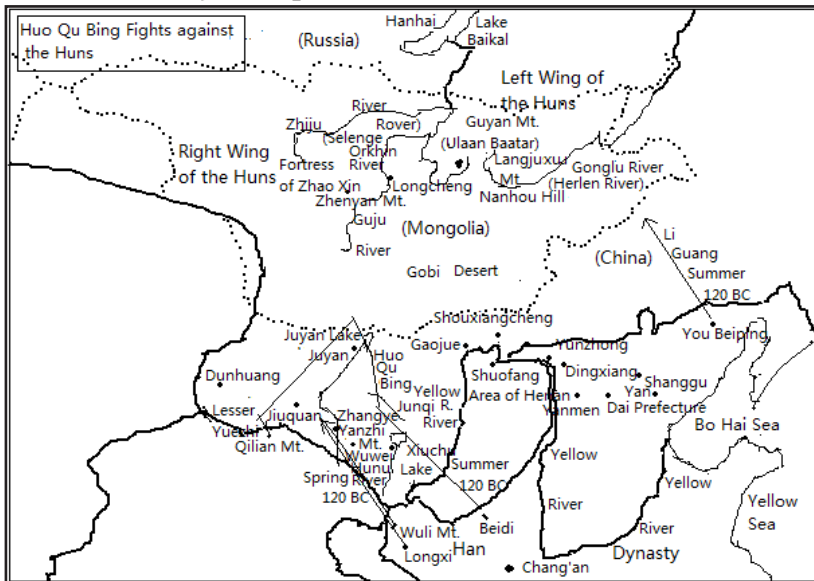 Huo Qu Bing Fights against
the Huns
Hanhai
Lake
Baikal
(Russia)
Left Wing of
the Huns
River
Zhiju
Rover)
(Selenge
Guyan Mt.
Orkhin
River
(Ulaan Baatar)
Right Wing
of the Huns
Fortress
of Zhao Xin
Longcheng
Langjuxu
Mt
Gonglu River
(Herlen River)
Nanhou Hill
Zhenyan Mt.
Guju
River
(Mongolia)
Gobi Desert
(China)
Li
Guang
Summer
120 BC
You Beiping
Shouxiangcheng
Juyan Lake
Juyan
Gaojue
Yunzhong
Huo
Qu
Bing
Dunhuang
Shuofang
Dingxiang
Shanggu
Yan
Yellow
Area of Henan
Yanmen
Dai Prefecture
Junqi R.
River
Lesser
Yuezhi
Jiuquan
Zhangye
Qilian Mt.
Yanzhi
Mt.
Wuwei
Xiuchu
Lake
Hunu
River
Bo Hai Sea
Spring
120 BC
Summer
120 BC
Yellow
River
Yellow
River
Yellow
Sea
Wuli Mt.
Beidi
Longxi
Han
Dynasty
Chang'an